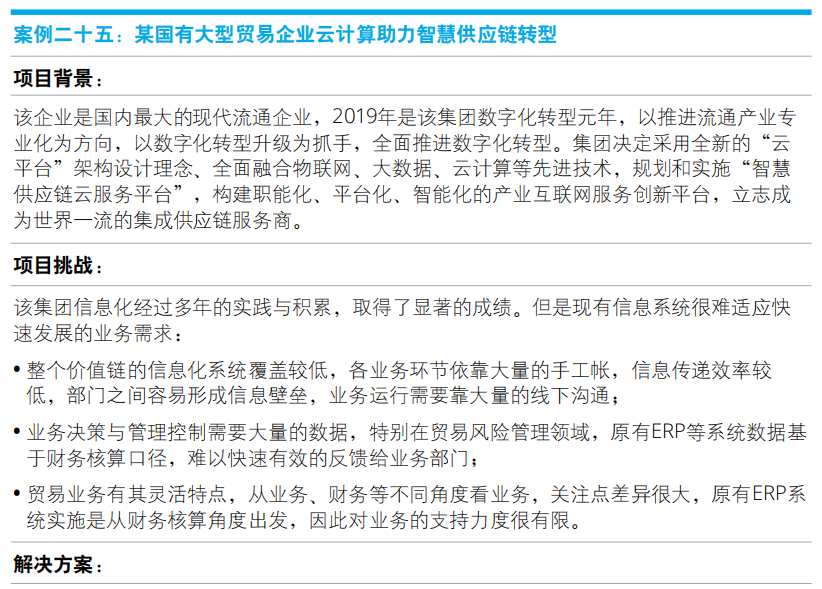 案例二十五：某国有大型贸易企业云计算助力智慧供应链转型
项目背景：
该企业是国内最大的现代流通企业，2019年是该集团数字化转型元年，以推进流通产业专
业化为方向，以数字化转型升级为抓手，全面推进数字化转型。集团决定采用全新的“云
平台”架构设计理念、全面融合物联网、大数据、云计算等先进技术，规划和实施“智慧
供应链云服务平台”，构建职能化、平台化、智能化的产业互联网服务创新平台，立志成
为世界一流的集成供应链服务商。
项目挑战：
该集团信息化经过多年的实践与积累，取得了显著的成绩。但是现有信息系统很难适应快
速发展的业务需求：
• 整个价值链的信息化系统覆盖较低，各业务环节依靠大量的手工帐，信息传递效率较
低，部门之间容易形成信息壁垒，业务运行需要靠大量的线下沟通；
• 业务决策与管理控制需要大量的数据，特别在贸易风险管理领域，原有ERP等系统数据基
于财务核算口径，难以快速有效的反馈给业务部门；
• 贸易业务有其灵活特点，从业务、财务等不同角度看业务，关注点差异很大，原有ERP系
统实施是从财务核算角度出发，因此对业务的支持力度很有限。
解决方案：